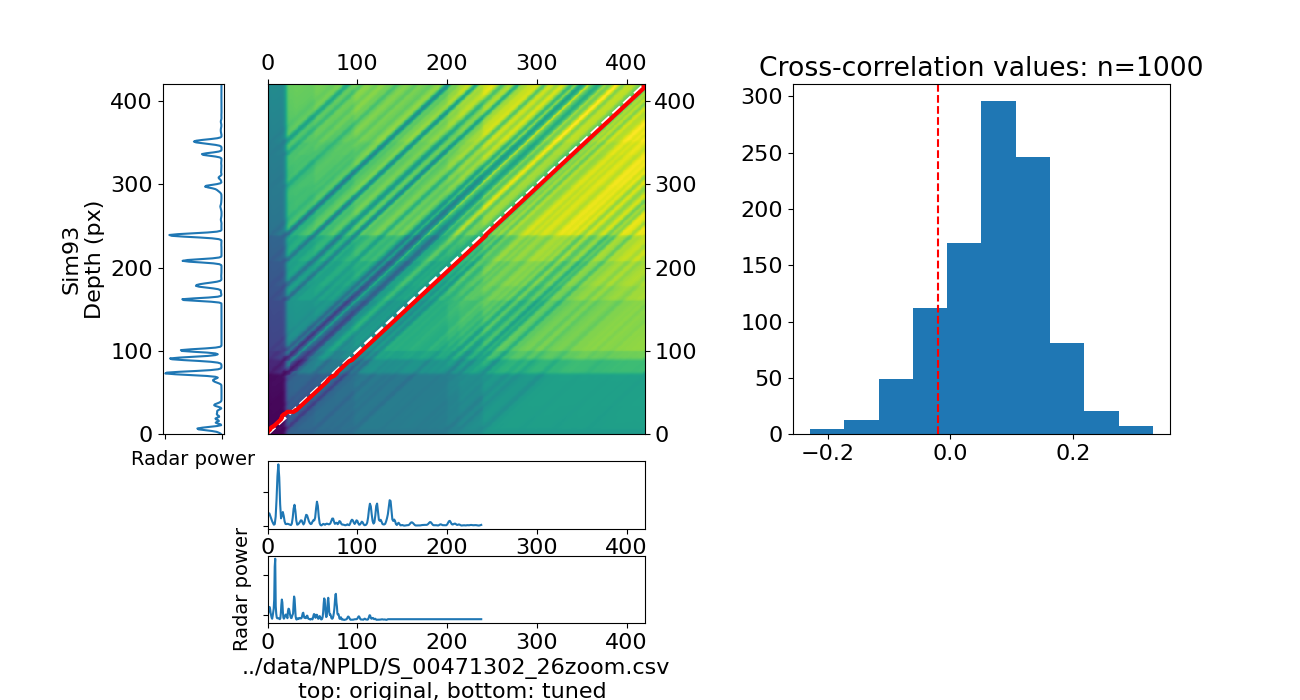 Cross-correlation values: n=1000
0 100 200 300 400
400
300
200
100
0
Sim93
Depth (px)
Radar power
400
300
200
100
0
300
250
200
150
100
50
0
−0.2 0.0 0.2
0 100 200 300 400
Radar power
0 100 200 300 400
../data/NPLD/S_00471302_26zoom.csv
top: original, bottom: tuned